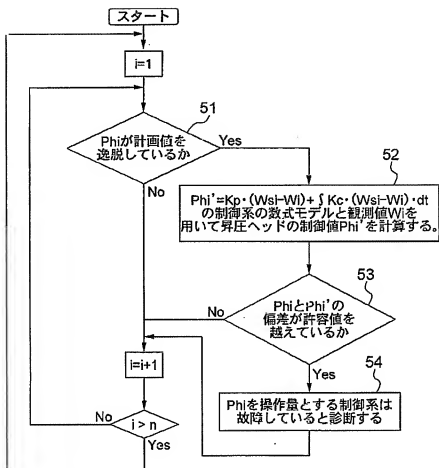 スタート
i=1
51
Phiが計画値を
逸脱しているか
Yes
No
52
Phi'=Kp・(Wsi-Wi)+∫Kc・(Wsi-Wi)・dt
の制御系の数式モデルと観測値Wiを
用いて昇圧ヘッドの制御値Phi'を計算する。
53
PhiとPhi'の
偏差が許容値を
越えているか
No
Yes
i=i+1
54
Phiを操作量とする制御系は
故障していると診断する
No
i>n
Yes